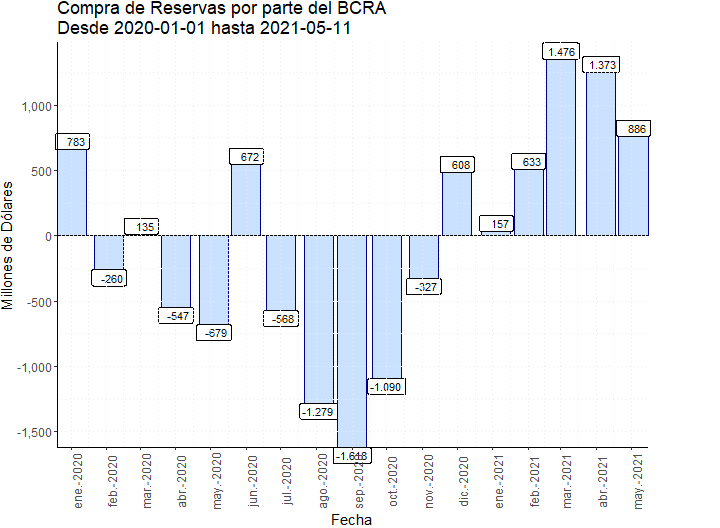 Compra de Reservas por parte del BCRA
Desde 2020-01-01 hasta 2021-05-11
Millones de Dólares
1,000
500
0
-500
-1,000
-1,500
783
-260
135
-547
-679
672
-568
-1.279
-1.618
-1.090
-327
608
157
633
1.476
1.373
886
ene.-2020
feb.-2020
mar.-2020
abr.-2020
may.-2020
jun.-2020
jul.-2020
ago.-2020
sep.-2020
oct.-2020
nov.-2020
dic.-2020
ene.-2021
feb.-2021
mar.-2021
abr.-2021
may.-2021
Fecha